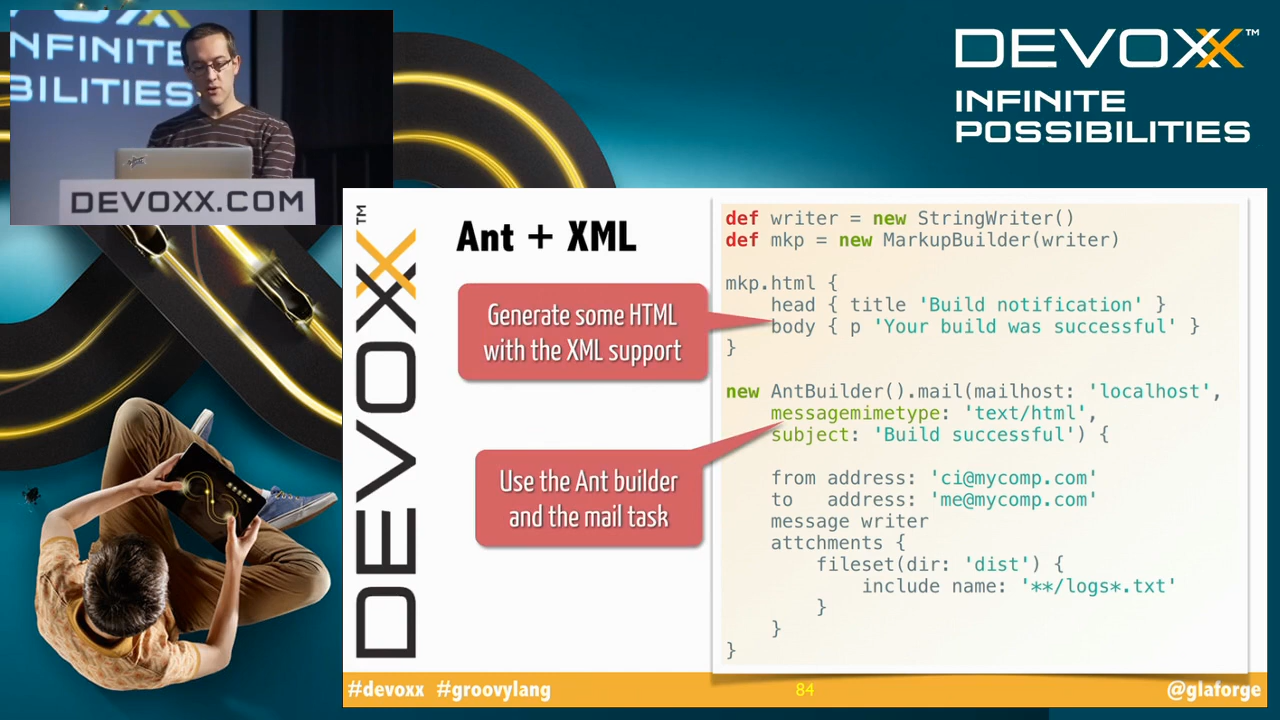 INFINITE
SIBILITIES
DEVOXX.COM
DEVOXX™
INFINITE
POSSIBILITIES
DEVOXX™
Ant + XML
Generate some HTML
with the XML support
Use the Ant builder
and the mail task
def writer = new StringWriter()
def mkp = new MarkupBuilder(writer)
mkp.html {
head { title 'Build notification' }
body { p 'Your build was successful' }
}
new AntBuilder().mail(mailhost: 'localhost',
messagemimetype: 'text/html',
subject: 'Build successful') {
from address: 'ci@mycomp.com'
to address: 'me@mycomp.com'
message writer
attchments {
fileset(dir: 'dist') {
include name: '**/logs*.txt'
}
}
}
#devoxx #groovylang
84
@glaforge